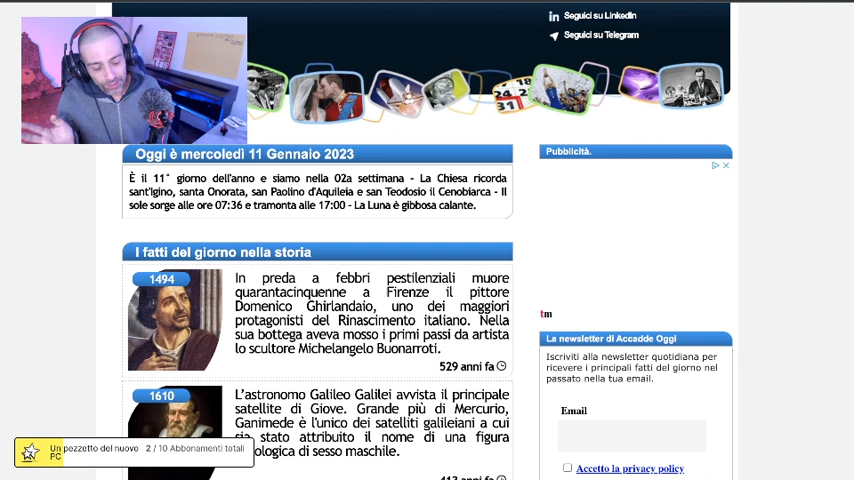 Seguici su LinkedIn
Seguici su Telegram
24
18
31
Oggi è mercoledì 11 Gennaio 2023
È il 11° giorno dell'anno e siamo nella 02a settimana - La Chiesa ricorda
sant'Igino, santa Onorata, san Paolino d'Aquileia e san Teodosio il Cenobiarca - Il
sole sorge alle ore 07:36 e tramonta alle 17:00 - La Luna è gibbosa calante.
Pubblicità.
I fatti del giorno nella storia
1494
In preda a febbri pestilenziali muore
quarantacinquenne a Firenze il pittore
Domenico Ghirlandaio, uno dei maggiori
protagonisti del Rinascimento italiano. Nella
sua bottega aveva mosso i primi passi da artista
lo scultore Michelangelo Buonarroti.
529 anni fa
tm
La newsletter di Accadde Oggi
Iscriviti alla newsletter quotidiana per
ricevere i principali fatti del giorno nel
passato nella tua email.
Email
Accetto la privacy policy
1610
L'astronomo Galileo Galilei avvista il principale
satellite di Giove. Grande più di Mercurio,
Ganimede è l'unico dei satelliti galileiani a cui
sia stato attribuito il nome di una figura
ologica di sesso maschile.
413 anni fa
Un pezzetto del nuovo 2 / 10 Abbonamenti totali
PC